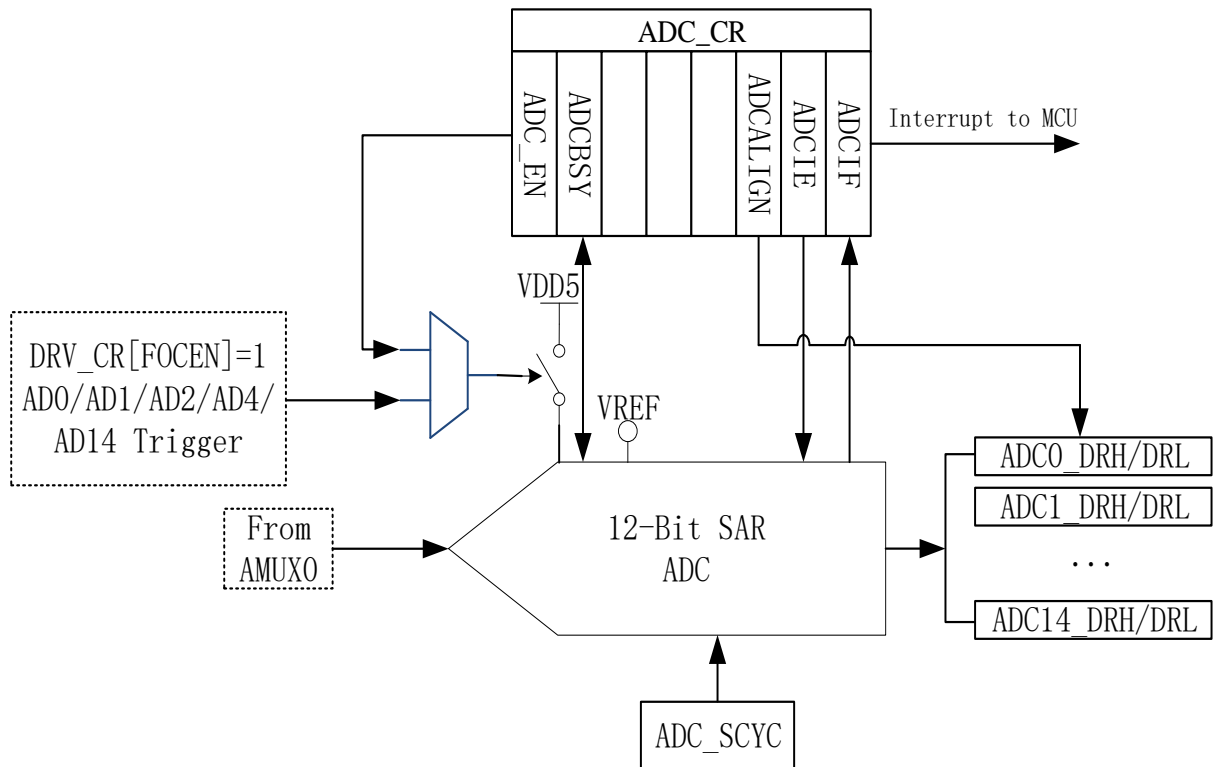 ADC_CR
ADC_EN
ADCBSY
ADCALIGN
ADCIE
ADCIF
Interrupt to MCU
VDD5
DRV_CR[FOCEN]=1
AD0/AD1/AD2/AD4/
AD14 Trigger
VREF
From
AMUX0
12-Bit SAR
ADC
ADC0_DRH/DRL
ADC1_DRH/DRL
...
ADC14_DRH/DRL
ADC_SCYC